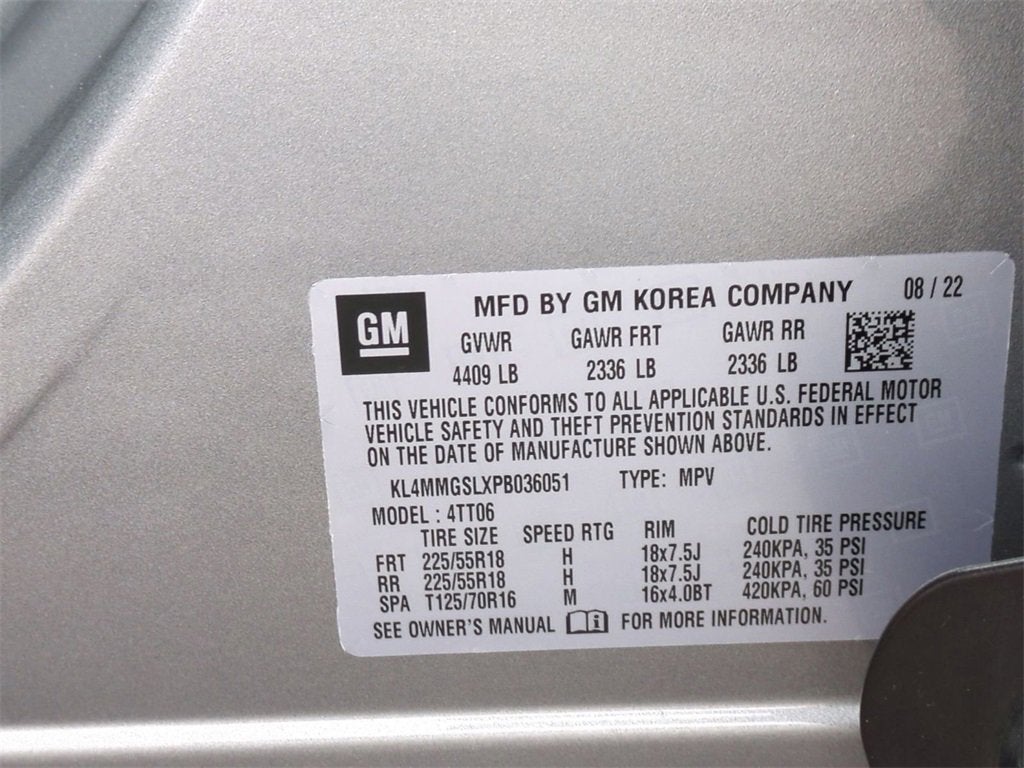 GM
MFD BY GM KOREA COMPANY 08 / 22
GVWR GAWR FRT GAWR RR
4409 LB 2336 LB 2336 LB
THIS VEHICLE CONFORMS TO ALL APPLICABLE U.S. FEDERAL MOTOR
VEHICLE SAFETY AND THEFT PREVENTION STANDARDS IN EFFECT
ON THE DATE OF MANUFACTURE SHOWN ABOVE.
KL4MMGSLXPB036051 TYPE: MPV
MODEL : 4TT06
TIRE SIZE SPEED RTG RIM COLD TIRE PRESSURE
FRT 225/55R18 H 18x7.5J 240KPA, 35 PSI
RR 225/55R18 H 18x7.5J 240KPA, 35 PSI
SPA T125/70R16 M 16x4.0BT 420KPA, 60 PSI
SEE OWNER'S MANUAL i FOR MORE INFORMATION.